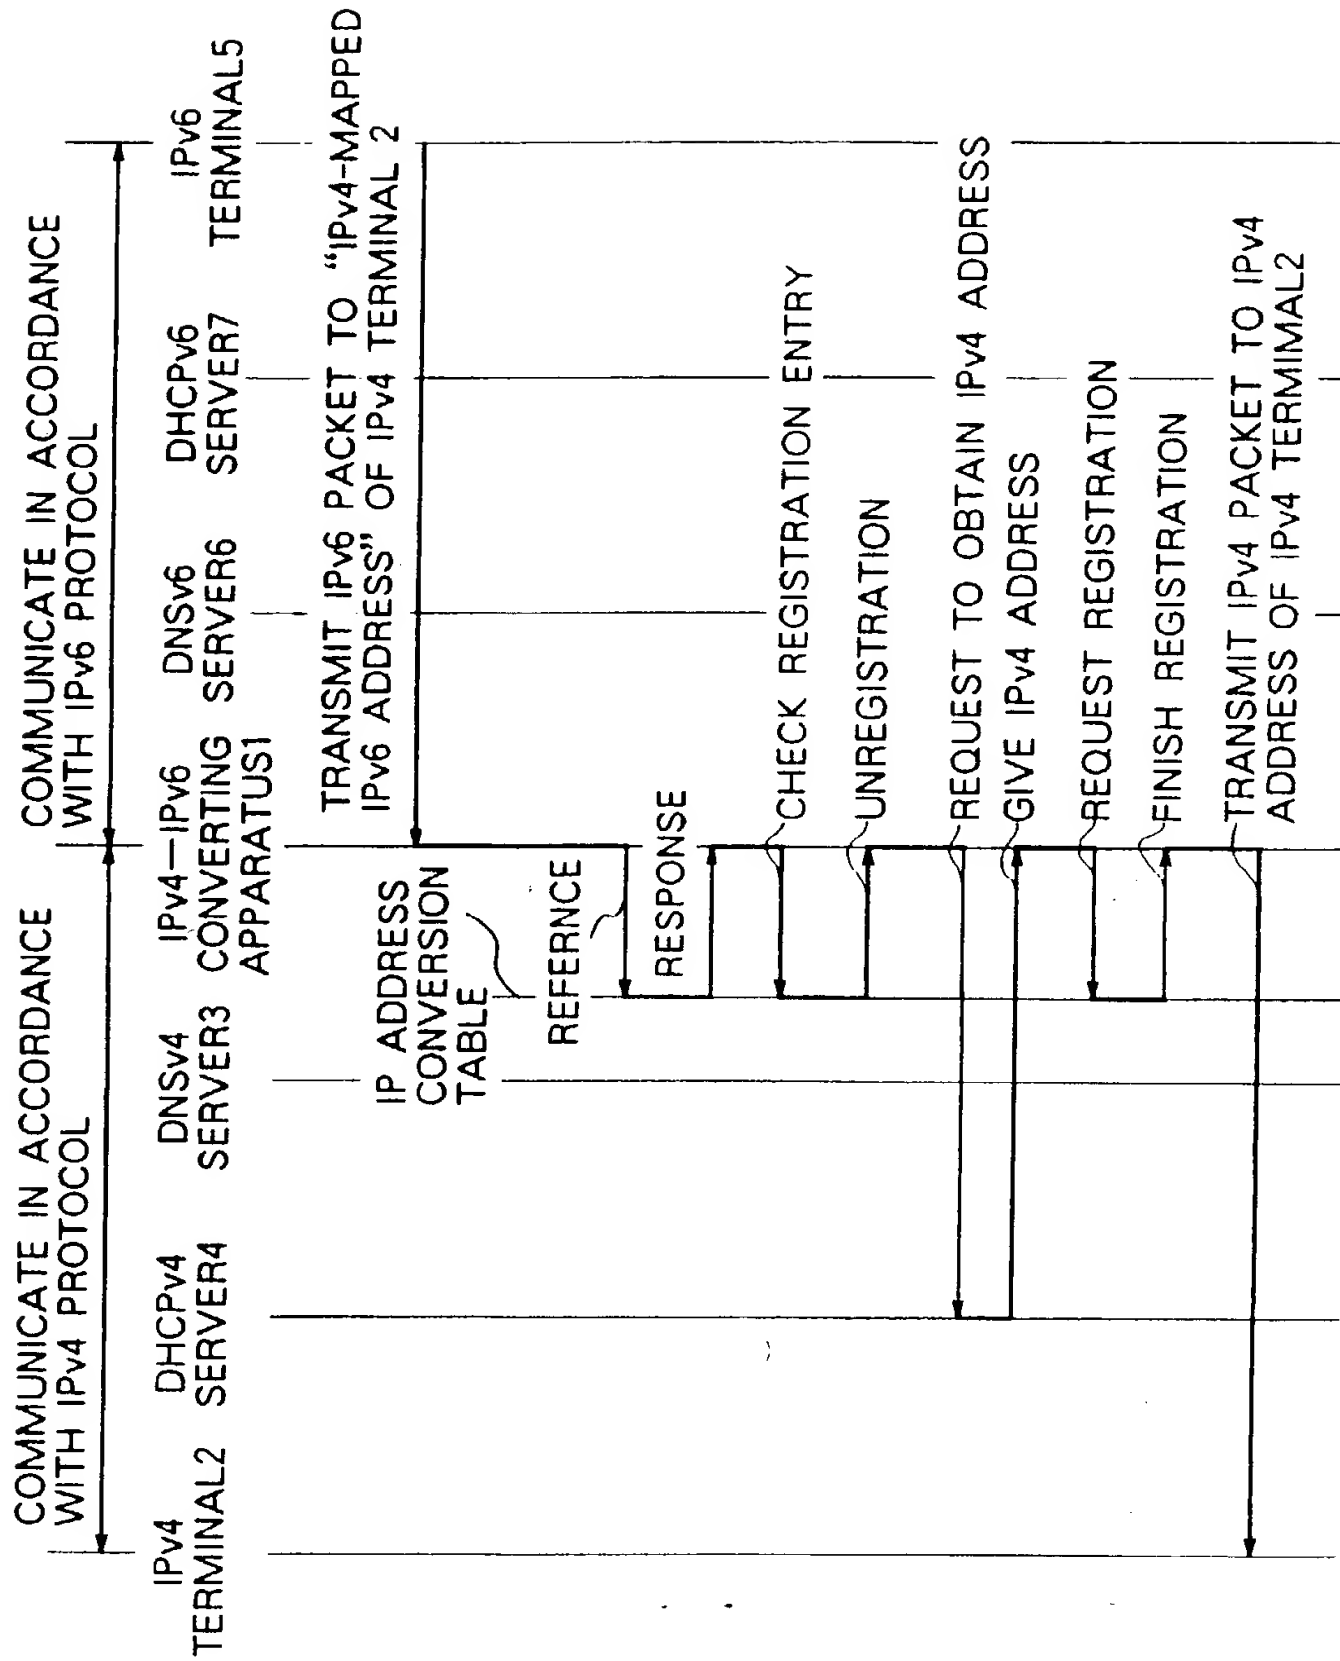 COMMUNICATE IN ACCORDANCE
WITH IPv4 PROTOCOL
COMMUNICATE IN ACCORDANCE
WITH IPv6 PROTOCOL
IPv4
TERMINAL2
DHCPv4
SERVER4
DNSv4
SERVER3
IPv4—IPv6
CONVERTING
APPARATUS1
DNSv6
SERVER6
DHCPv6
SERVER7
IPv6
TERMINAL5
TRANSMIT IPv6 PACKET TO "IPv4-MAPPED
IPv6 ADDRESS" OF IPv4 TERMINAL 2
IP ADDRESS
CONVERSION
TABLE
REFERNCE
RESPONSE
CHECK REGISTRATION ENTRY
UNREGISTRATION
REQUEST TO OBTAIN IPv4 ADDRESS
GIVE IPv4 ADDRESS
REQUEST REGISTRATION
FINISH REGISTRATION
TRANSMIT IPv4 PACKET TO IPv4
ADDRESS OF IPv4 TERMIMAL2